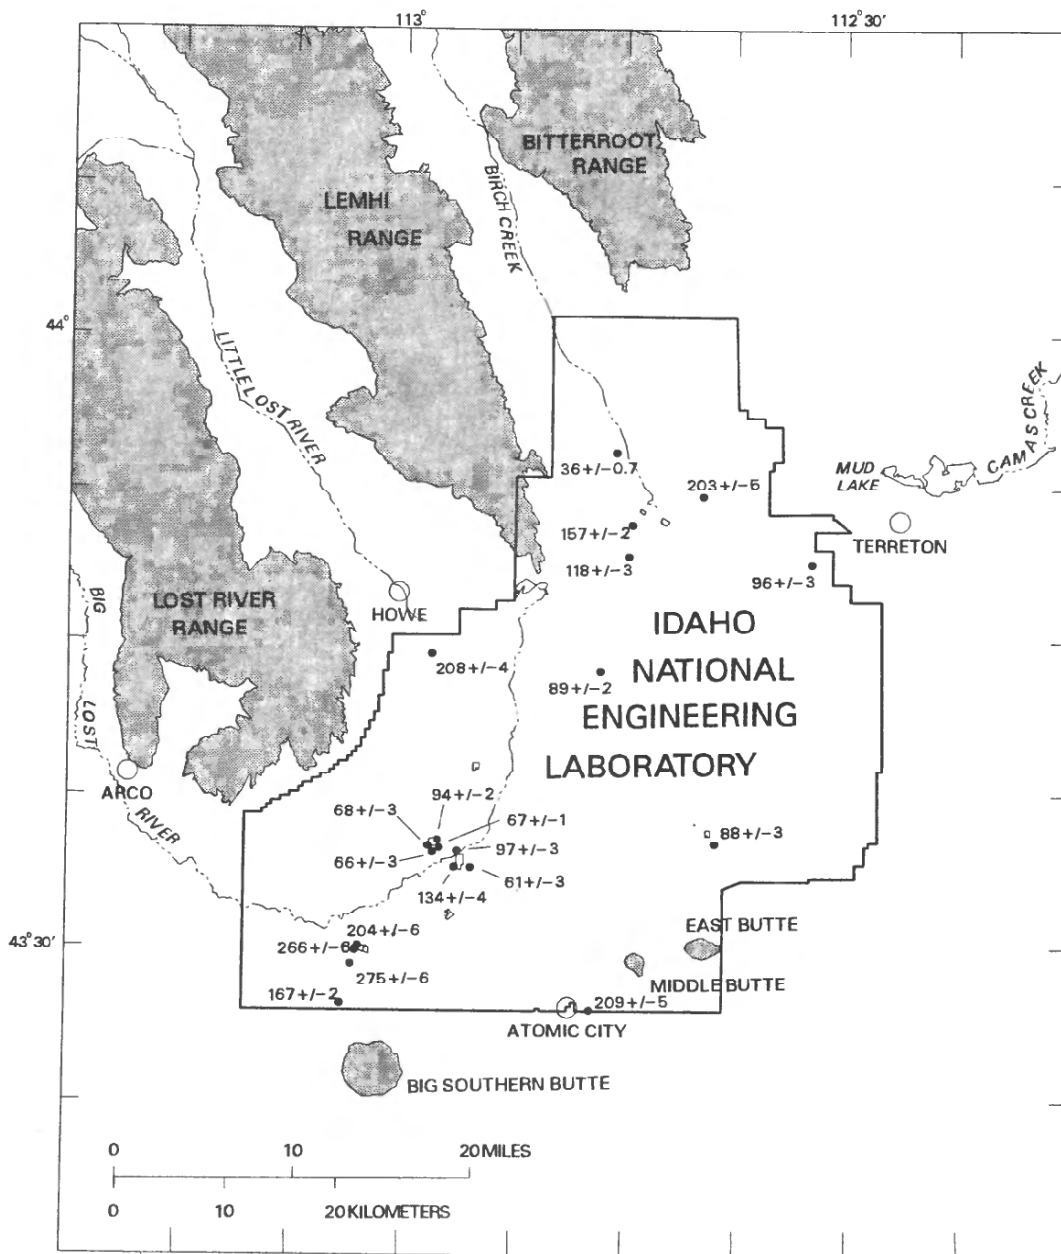 113°
112°30′
BITTERROOT
RANGE
LEMHI
RANGE
BIRCH CREEK
44°
LITTLE LOST RIVER
CAMAS CREEK
MUD
LAKE
36+/−0.7
203+/−5
157+/−2
TERRETON
118+/−3
96+/−3
BIG
LOST RIVER
RANGE
HOWE
IDAHO
208+/−4
NATIONAL
89+/−2
LOST
ENGINEERING
LABORATORY
ARCO
RIVER
94+/−2
68+/−3
67+/−1
88+/−3
66+/−3
97+/−3
61+/−3
134+/−4
204+/−6
EAST BUTTE
43°30′
266+/−6
275+/−6
MIDDLE BUTTE
167+/−2
209+/−5
ATOMIC CITY
BIG SOUTHERN BUTTE
0 10 20 MILES
0 10 20 KILOMETERS